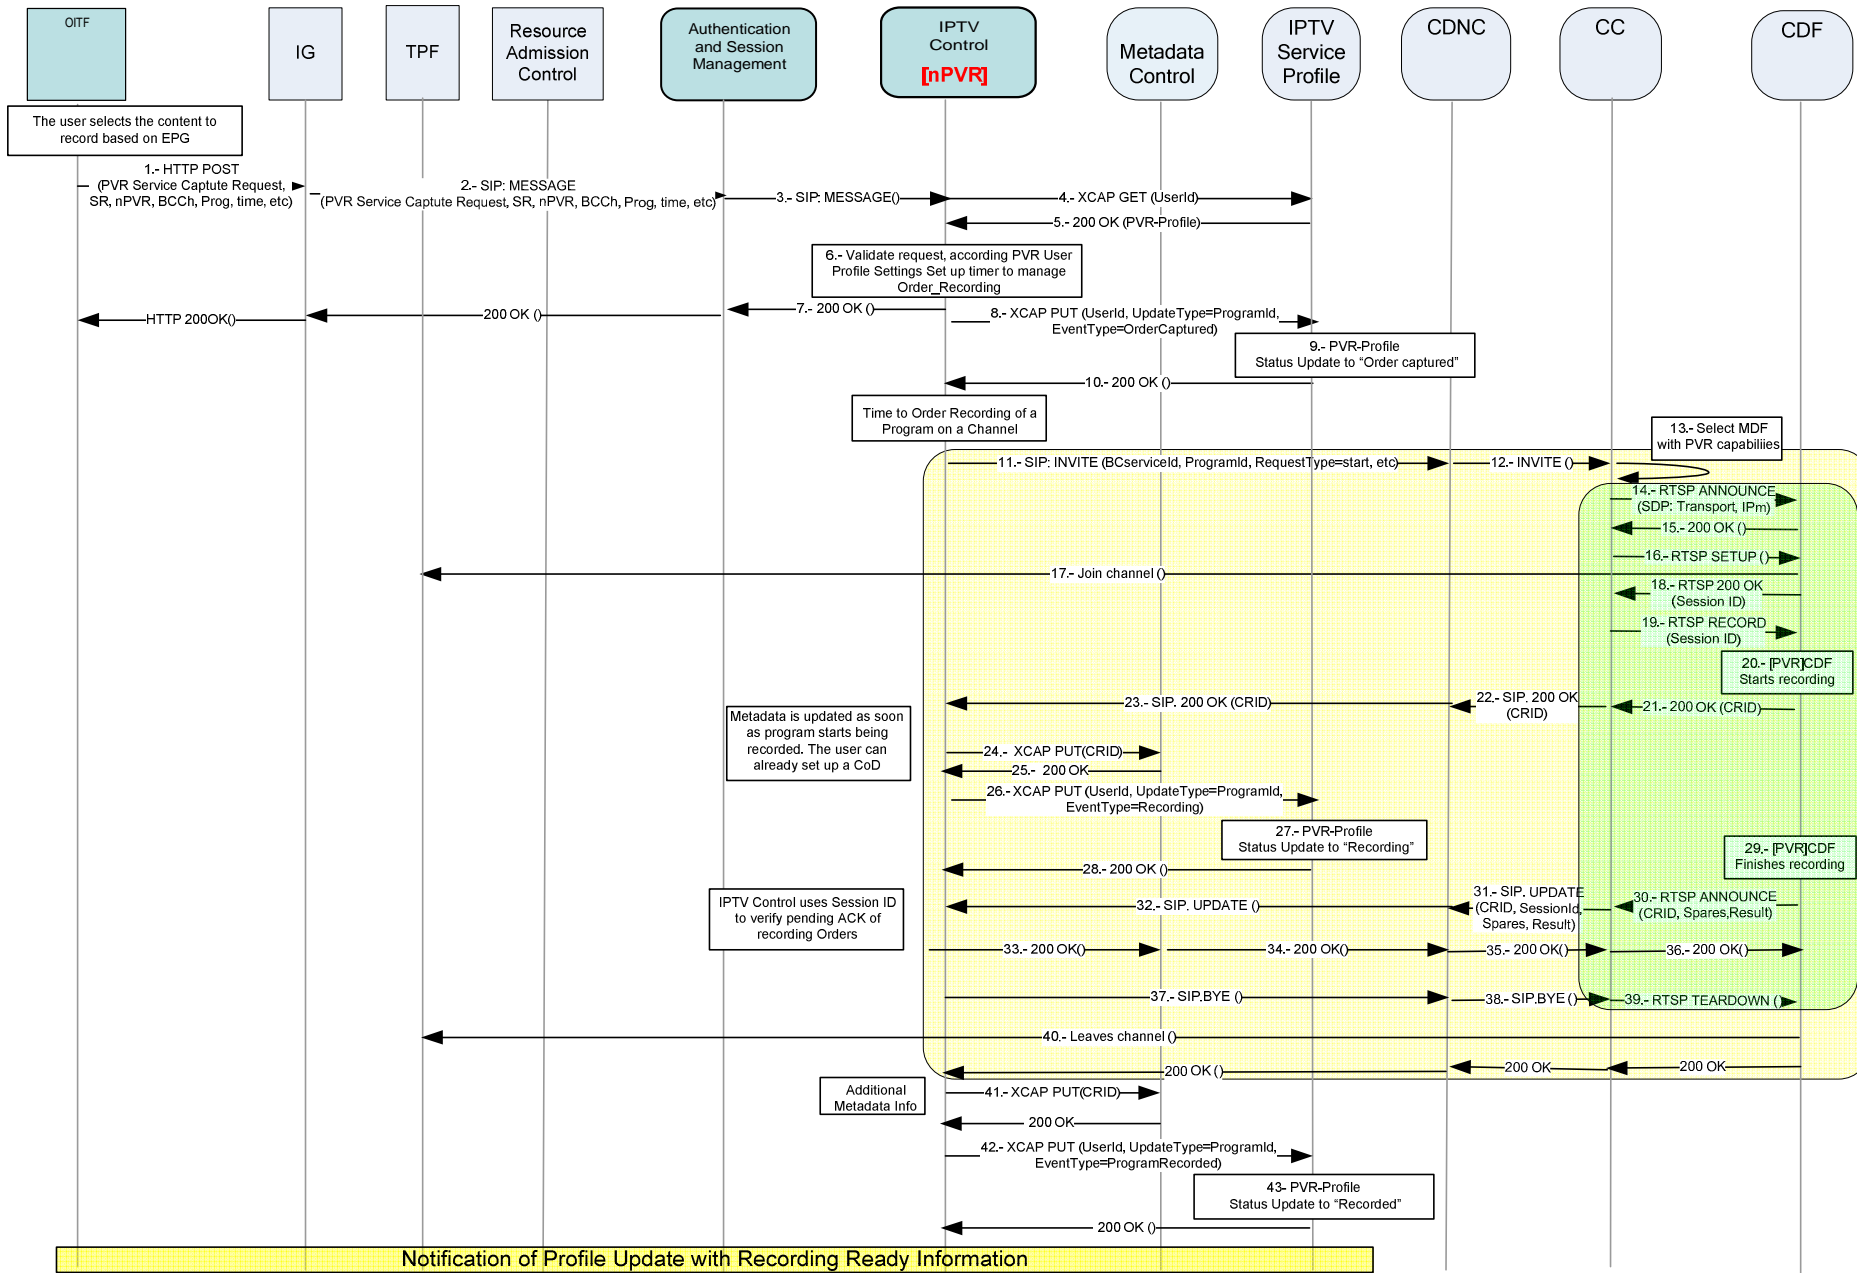 OITF
IG
TPF
Resource
Admission
Control
Authentication
and Session
Management
IPTV
Control
[nPVR]
Metadata
Control
IPTV
Service
Profile
CDNC
CC
CDF
The user selects the content to
record based on EPG
1.- HTTP POST
(PVR Service Captute Request,
SR, nPVR, BCCh, Prog, time, etc)
2.- SIP: MESSAGE
(PVR Service Captute Request, SR, nPVR, BCCh, Prog, time, etc)
3.- SIP: MESSAGE()
4.- XCAP GET (UserId)
5.- 200 OK (PVR-Profile)
6.- Validate request, according PVR User
Profile Settings Set up timer to manage
Order_Recording
7.- 200 OK ()
200 OK ()
HTTP 200OK()
8.- XCAP PUT (UserId, UpdateType=ProgramId,
EventType=OrderCaptured)
9.- PVR-Profile
Status Update to “Order captured”
10.- 200 OK ()
Time to Order Recording of a
Program on a Channel
11.- SIP: INVITE (BCserviceId, ProgramId, RequestType=start, etc)
12.- INVITE ()
13.- Select MDF
with PVR capabiliies
14.- RTSP ANNOUNCE
(SDP: Transport, IPm)
15.- 200 OK ()
16.- RTSP SETUP ()
17.- Join channel ()
18.- RTSP 200 OK
(Session ID)
19.- RTSP RECORD
(Session ID)
20.- [PVR]CDF
Starts recording
21.- 200 OK (CRID)
22.- SIP. 200 OK
(CRID)
23.- SIP. 200 OK (CRID)
Metadata is updated as soon
as program starts being
recorded. The user can
already set up a CoD
24.- XCAP PUT(CRID)
25.- 200 OK
26.- XCAP PUT (UserId, UpdateType=ProgramId,
EventType=Recording)
27.- PVR-Profile
Status Update to “Recording”
28.- 200 OK ()
29.- [PVR]CDF
Finishes recording
30.- RTSP ANNOUNCE
(CRID, Spares,Result)
31.- SIP. UPDATE
(CRID, SessionId,
Spares, Result)
32.- SIP. UPDATE ()
IPTV Control uses Session ID
to verify pending ACK of
recording Orders
33.- 200 OK()
34.- 200 OK()
35.- 200 OK()
36.- 200 OK()
37.- SIP.BYE ()
38.- SIP.BYE ()
39.- RTSP TEARDOWN ()
40.- Leaves channel ()
200 OK ()
200 OK
200 OK
Additional
Metadata Info
41.- XCAP PUT(CRID)
200 OK
42.- XCAP PUT (UserId, UpdateType=ProgramId,
EventType=ProgramRecorded)
43- PVR-Profile
Status Update to “Recorded”
200 OK ()
Notification of Profile Update with Recording Ready Information